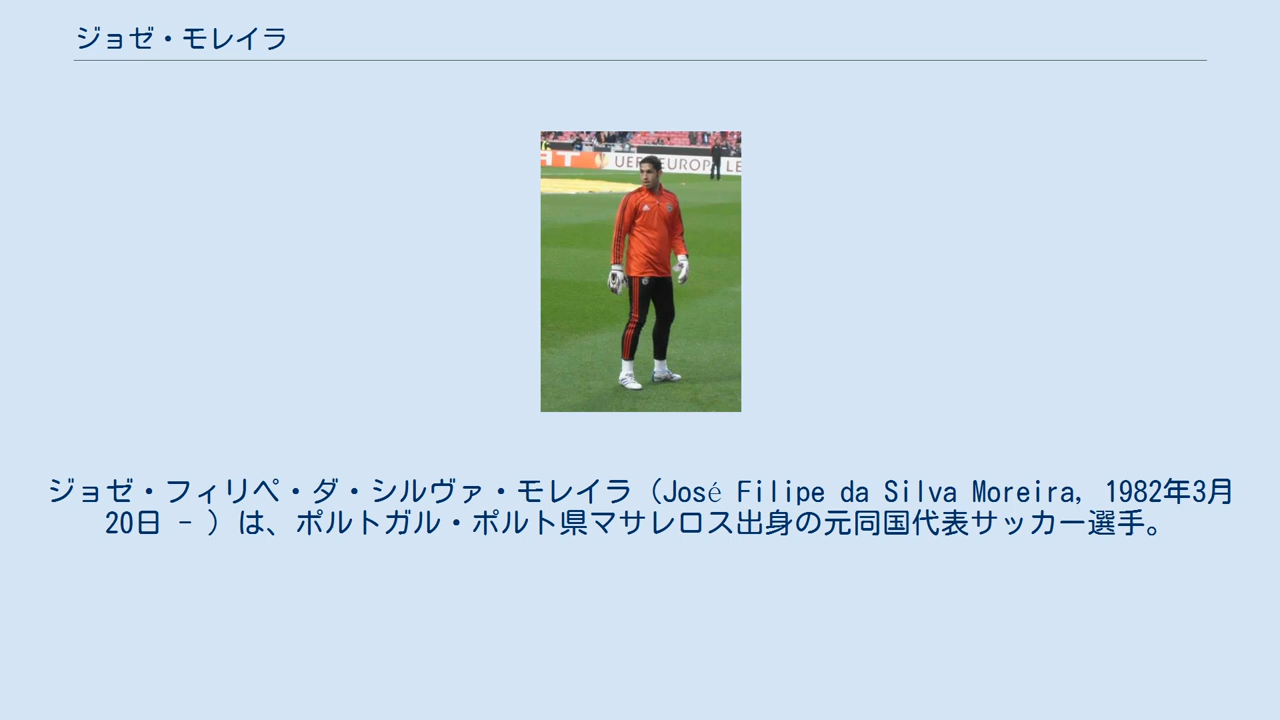 ジョゼ・モレイラ
UEFA EUROPA LE
ジョゼ・フィリペ・ダ・シルヴァ・モレイラ（José Filipe da Silva Moreira, 1982年3月
20日 - ）は、ポルトガル・ポルト県マサレロス出身の元同国代表サッカー選手。